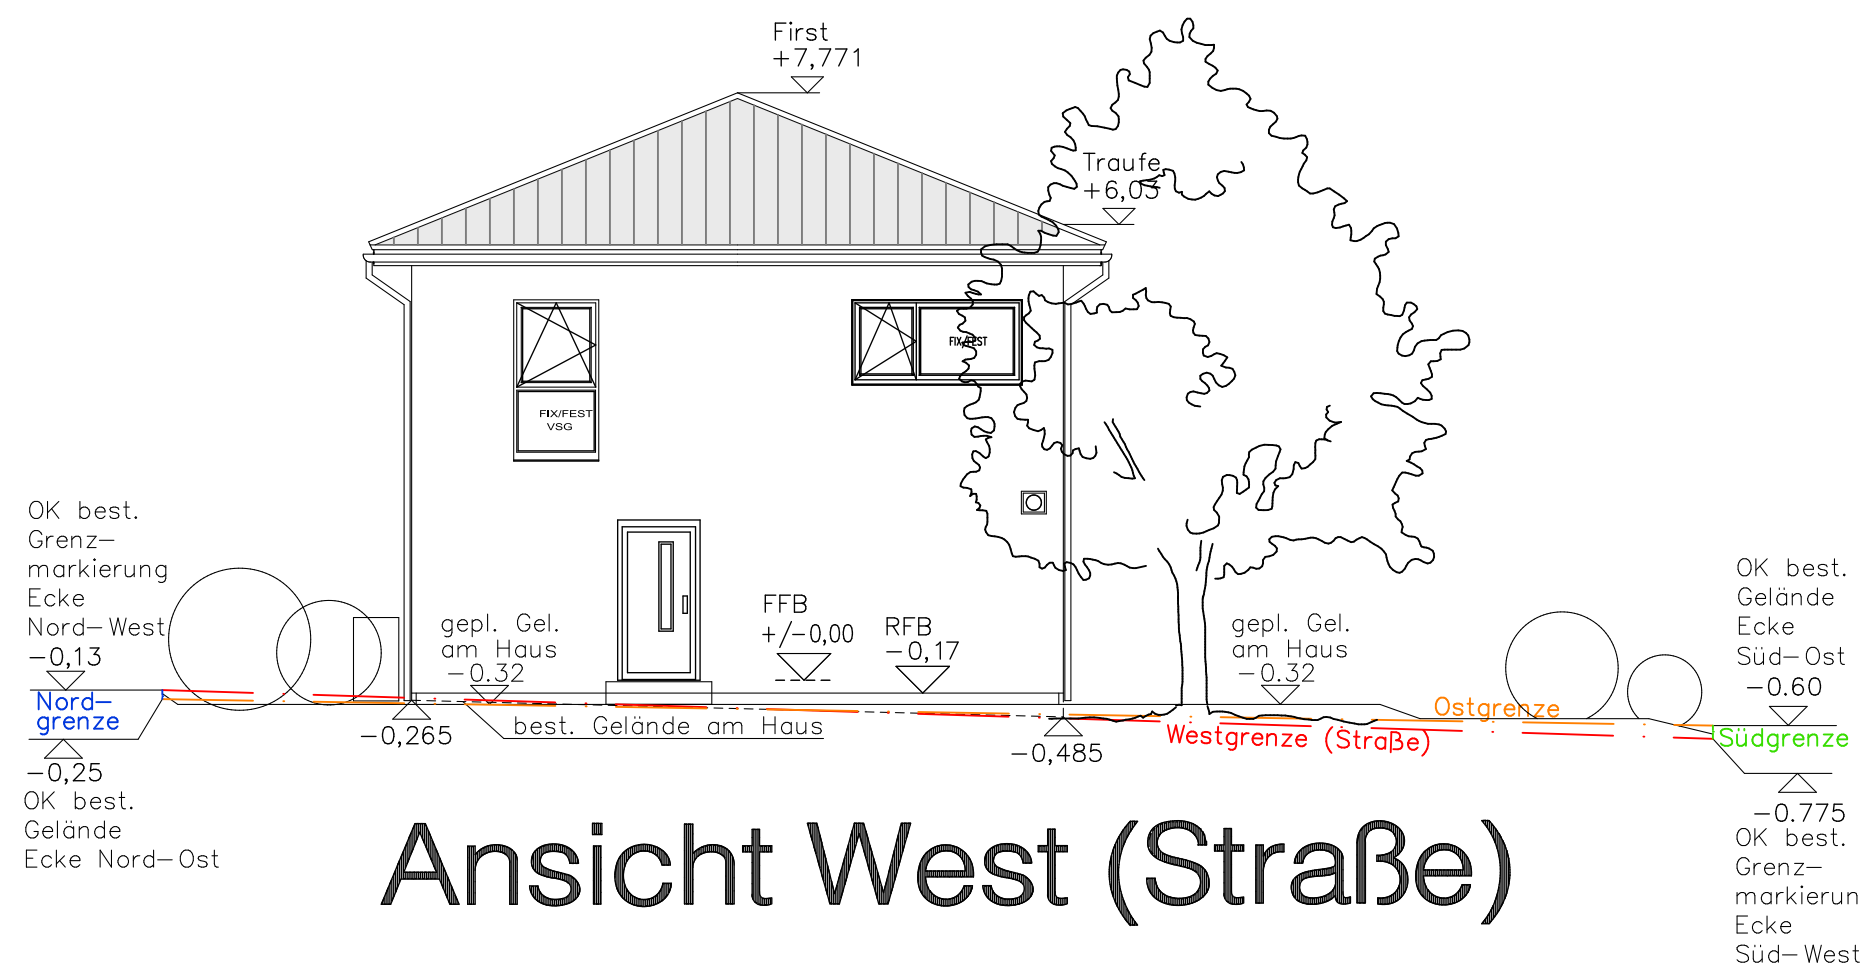 First
+7,771
Traufe
+6,03
FIX/FEST
FIX/FEST
VSG
OK best.
Grenz-
markierung
Ecke
Nord-West
-0,13
Nord-
grenze
-0,25
OK best.
Gelände
Ecke Nord-Ost
gepl. Gel.
am Haus
-0.32
FFB
+/-0,00
RFB
-0,17
gepl. Gel.
am Haus
-0.32
-0,265
best. Gelände am Haus
-0,485
Ostgrenze
Westgrenze (Straße)
OK best.
Gelände
Ecke
Süd-Ost
-0.60
Südgrenze
-0.775
OK best.
Grenz-
markierun
Ecke
Süd-West
Ansicht West (Straße)